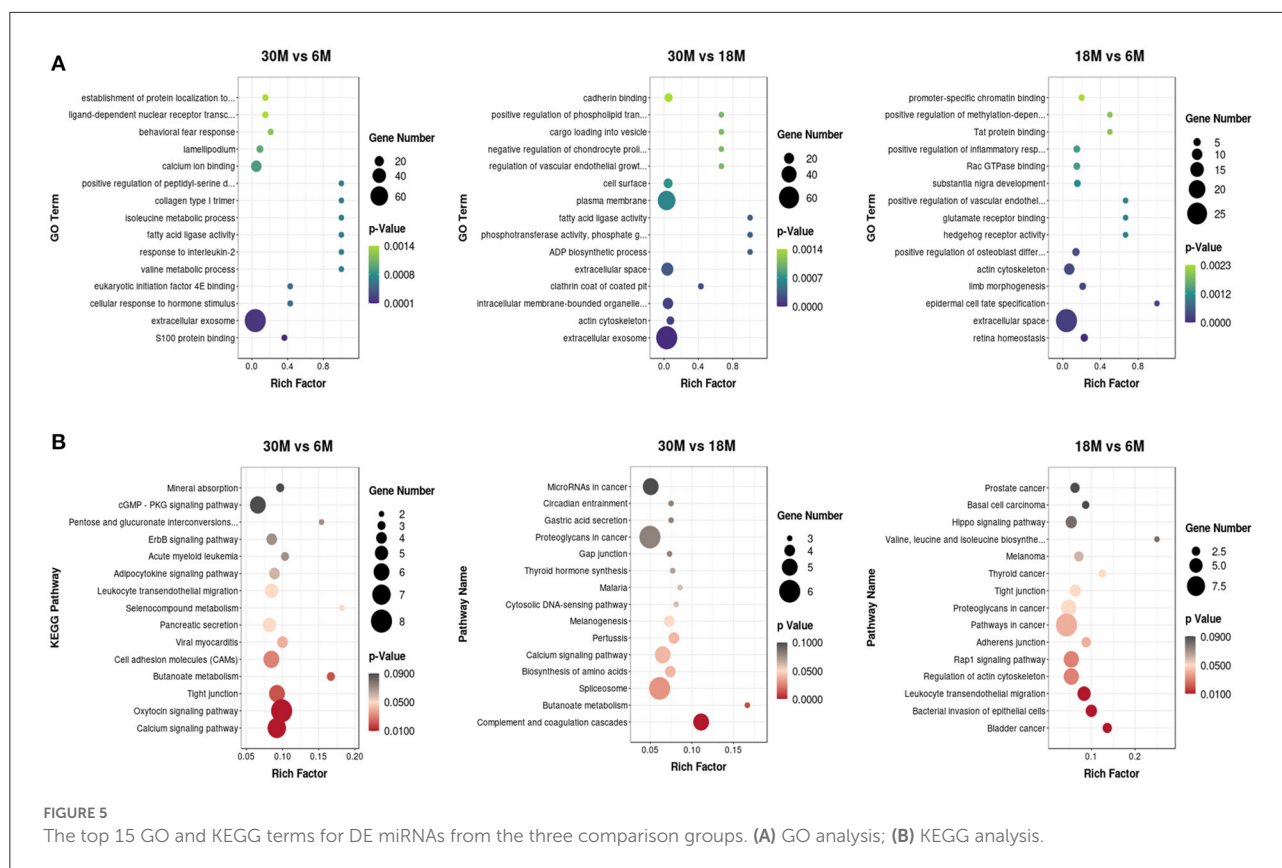 A
30M vs 6M
GO Term
establishment of protein localization to...
ligand-dependent nuclear receptor transc...
behavioral fear response
lamellipodium
calcium ion binding
positive regulation of peptidyl-serine d...
collagen type I trimer
isoleucine metabolic process
fatty acid ligase activity
response to interleukin-2
valine metabolic process
eukaryotic initiation factor 4E binding
cellular response to hormone stimulus
extracellular exosome
S100 protein binding
0.0 0.4 0.8
Rich Factor
Gene Number
20
40
60
p-Value
0.0014
0.0008
0.0001
30M vs 18M
GO Term
cadherin binding
positive regulation of phospholipid tran...
cargo loading into vesicle
negative regulation of chondrocyte proli...
regulation of vascular endothelial growt...
cell surface
plasma membrane
fatty acid ligase activity
phosphotransferase activity, phosphate g...
ADP biosynthetic process
extracellular space
clathrin coat of coated pit
intracellular membrane-bounded organelle...
actin cytoskeleton
extracellular exosome
0.0 0.4 0.8
Rich Factor
Gene Number
20
40
60
p-Value
0.0014
0.0007
0.0000
18M vs 6M
GO Term
promoter-specific chromatin binding
positive regulation of methylation-depen...
Tat protein binding
positive regulation of inflammatory resp...
Rac GTPase binding
substantia nigra development
positive regulation of vascular endothel...
glutamate receptor binding
hedgehog receptor activity
positive regulation of osteoblast differ...
actin cytoskeleton
limb morphogenesis
epidermal cell fate specification
extracellular space
retina homeostasis
0.0 0.4 0.8
Rich Factor
Gene Number
5
10
15
20
25
p-Value
0.0023
0.0012
0.0000
B
30M vs 6M
KEGG Pathway
Mineral absorption
cGMP - PKG signaling pathway
Pentose and glucuronate interconversions...
ErbB signaling pathway
Acute myeloid leukemia
Adipocytokine signaling pathway
Leukocyte transendothelial migration
Selenocompound metabolism
Pancreatic secretion
Viral myocarditis
Cell adhesion molecules (CAMs)
Butanoate metabolism
Tight junction
Oxytocin signaling pathway
Calcium signaling pathway
0.05 0.10 0.15 0.20
Rich Factor
Gene Number
2
3
4
5
6
7
8
p-Value
0.0900
0.0500
0.0100
30M vs 18M
Pathway Name
MicroRNAs in cancer
Circadian entrainment
Gastric acid secretion
Proteoglycans in cancer
Gap junction
Thyroid hormone synthesis
Malaria
Cytosolic DNA-sensing pathway
Melanogenesis
Pertussis
Calcium signaling pathway
Biosynthesis of amino acids
Spliceosome
Butanoate metabolism
Complement and coagulation cascades
0.05 0.10 0.15
Rich Factor
Gene Number
3
4
5
6
p Value
0.1000
0.0500
0.0000
18M vs 6M
Pathway Name
Prostate cancer
Basal cell carcinoma
Hippo signaling pathway
Valine, leucine and isoleucine biosynthe...
Melanoma
Thyroid cancer
Tight junction
Proteoglycans in cancer
Pathways in cancer
Adherens junction
Rap1 signaling pathway
Regulation of actin cytoskeleton
Leukocyte transendothelial migration
Bacterial invasion of epithelial cells
Bladder cancer
0.1 0.2
Rich Factor
Gene Number
2.5
5.0
7.5
p Value
0.0900
0.0500
0.0100
FIGURE 5
The top 15 GO and KEGG terms for DE miRNAs from the three comparison groups. (A) GO analysis; (B) KEGG analysis.